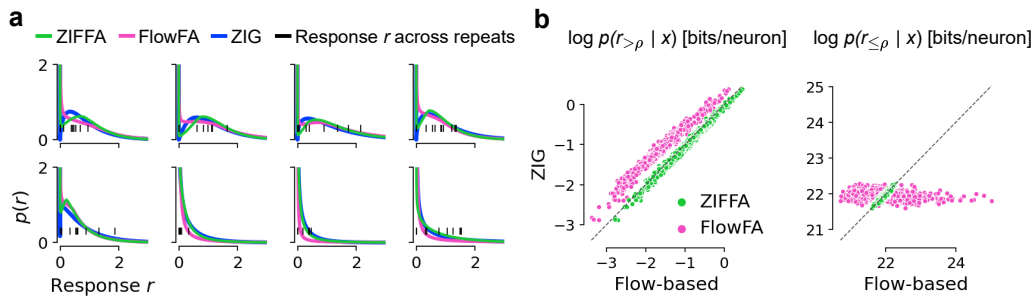 a
ZIFFA FlowFA ZIG Response r across repeats
2
1
0
2
1
0
0 2
0 2
0 2
0 2
p(r)
Response r
b
log p(r>ρ | x) [bits/neuron]
log p(r≤ρ | x) [bits/neuron]
ZIG
0
−1
−2
−3
ZIFFA
FlowFA
−3 −2 −1 0
Flow-based
25
24
23
22
21
22 24
Flow-based